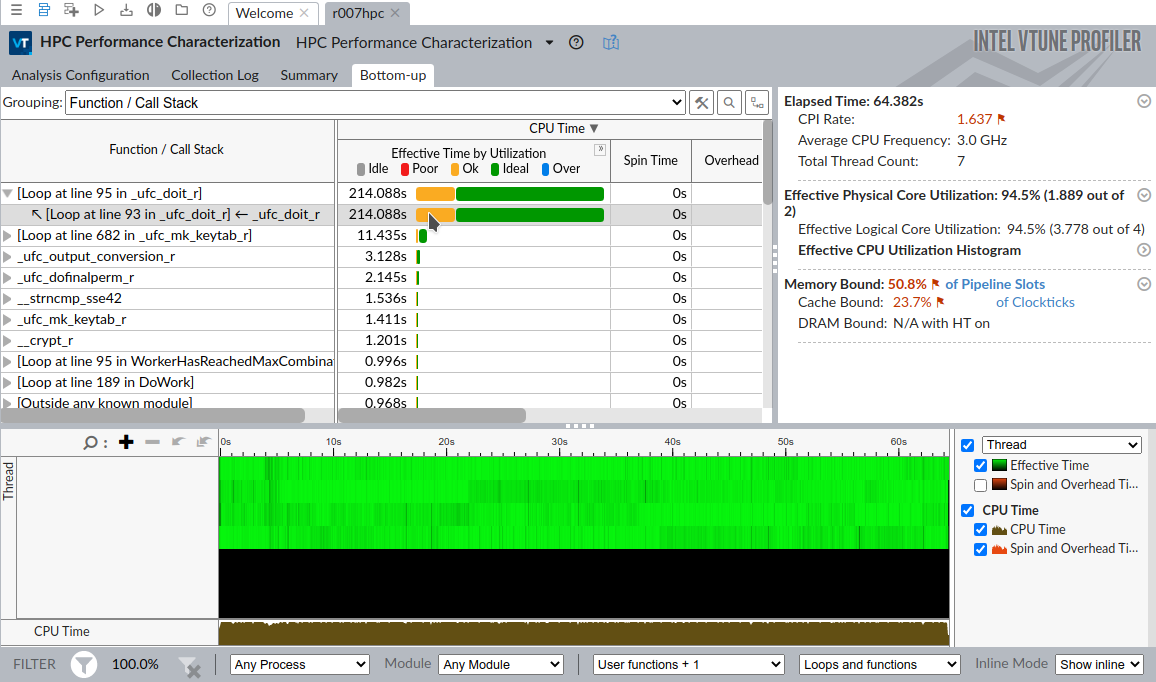 Welcome
r007hpc
VT HPC Performance Characterization HPC Performance Characterization
INTEL VTUNE PROFILER
Analysis Configuration Collection Log Summary Bottom-up
Grouping: Function / Call Stack
Function / Call Stack
CPU Time ▼
Effective Time by Utilization
Idle Poor Ok Ideal Over
Spin Time
Overhead
[Loop at line 95 in _ufc_doit_r] 214.088s 0s
[Loop at line 93 in _ufc_doit_r] ← _ufc_doit_r 214.088s 0s
[Loop at line 682 in _ufc_mk_keytab_r] 11.435s 0s
_ufc_output_conversion_r 3.128s 0s
_ufc_dofinalperm_r 2.145s 0s
__strncmp_sse42 1.536s 0s
_ufc_mk_keytab_r 1.411s 0s
__crypt_r 1.201s 0s
[Loop at line 95 in WorkerHasReachedMaxCombina 0.996s 0s
[Loop at line 189 in DoWork] 0.982s 0s
[Outside any known module] 0.968s 0s
Elapsed Time: 64.382s
CPI Rate: 1.637
Average CPU Frequency: 3.0 GHz
Total Thread Count: 7
Effective Physical Core Utilization: 94.5% (1.889 out of
2)
Effective Logical Core Utilization: 94.5% (3.778 out of 4)
Effective CPU Utilization Histogram
Memory Bound: 50.8% of Pipeline Slots
Cache Bound: 23.7% of Clockticks
DRAM Bound: N/A with HT on
0s 10s 20s 30s 40s 50s 60s
Thread
CPU Time
Thread
Effective Time
Spin and Overhead Ti...
CPU Time
CPU Time
Spin and Overhead Ti...
FILTER 100.0% Any Process Module Any Module User functions + 1 Loops and functions Inline Mode Show inline